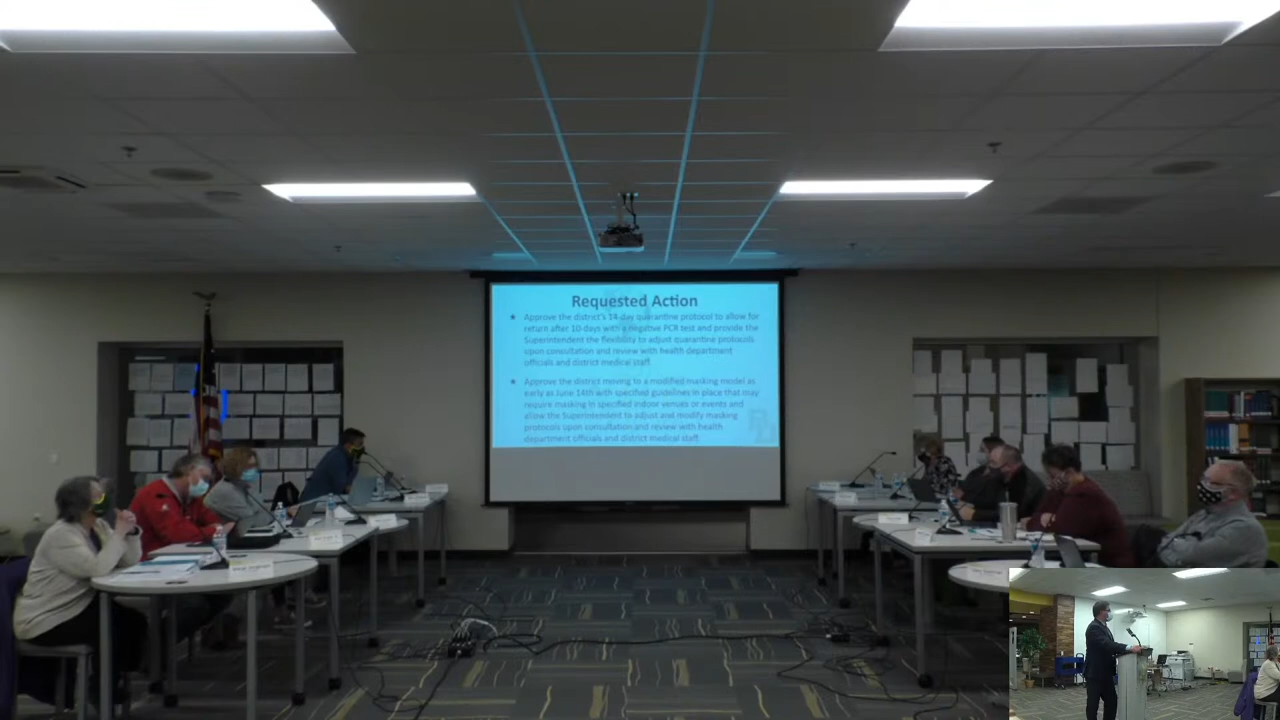 Requested Action
★ Approve the district's 14-day quarantine protocol to allow for
return after 10-days with a negative PCR test and provide the
Superintendent the flexibility to adjust quarantine protocols
upon consultation and review with health department
officials and district medical staff.
★ Approve the district moving to a modified masking model as
early as June 14th with specified guidelines in place that may
require masking in specified indoor venues or events and
allow the Superintendent to adjust and modify masking
protocols upon consultation and review with health
department officials and district medical staff.